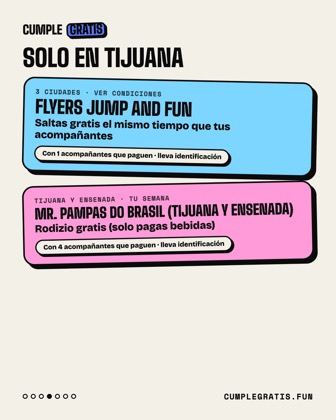 CUMPLE GRATIS
SOLO EN TIJUANA
3 CIUDADES · VER CONDICIONES
FLYERS JUMP AND FUN
Saltas gratis el mismo tiempo que tus
acompañantes
Con 1 acompañantes que paguen · lleva identificación
TIJUANA Y ENSENADA · TU SEMANA
MR. PAMPAS DO BRASIL (TIJUANA Y ENSENADA)
Rodizio gratis (solo pagas bebidas)
Con 4 acompañantes que paguen · lleva identificación
CUMPLEGRATIS.FUN